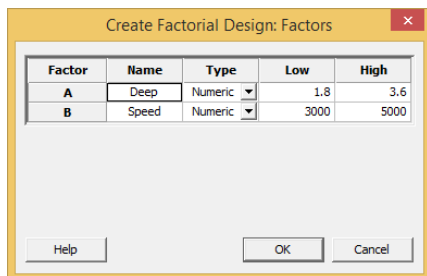 Create Factorial Design: Factors
Factor Name Type Low High
A Deep Numeric 1.8 3.6
B Speed Numeric 3000 5000
Help OK Cancel